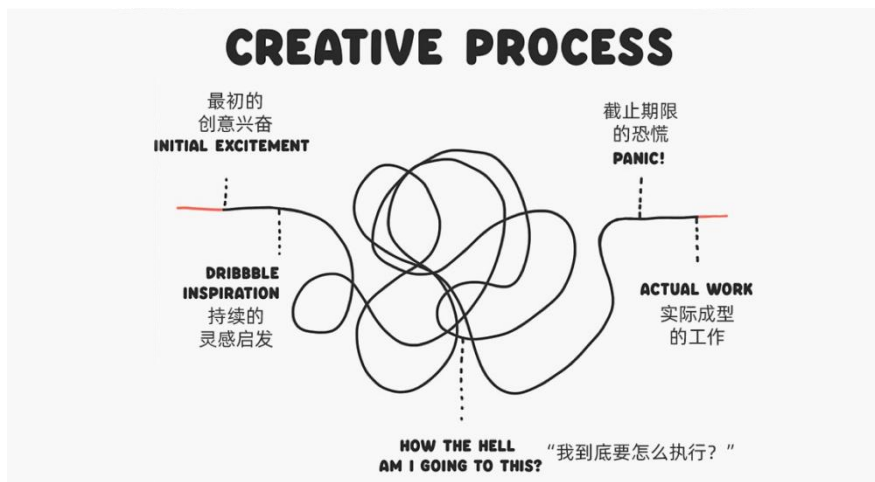 CREATIVE PROCESS
最初的
创意兴奋
INITIAL EXCITEMENT
截止期限
的恐慌
PANIC!
DRIBBBLE
INSPIRATION
持续的
灵感启发
ACTUAL WORK
实际成型
的工作
HOW THE HELL
AM I GOING TO THIS?
“我到底要怎么执行？”